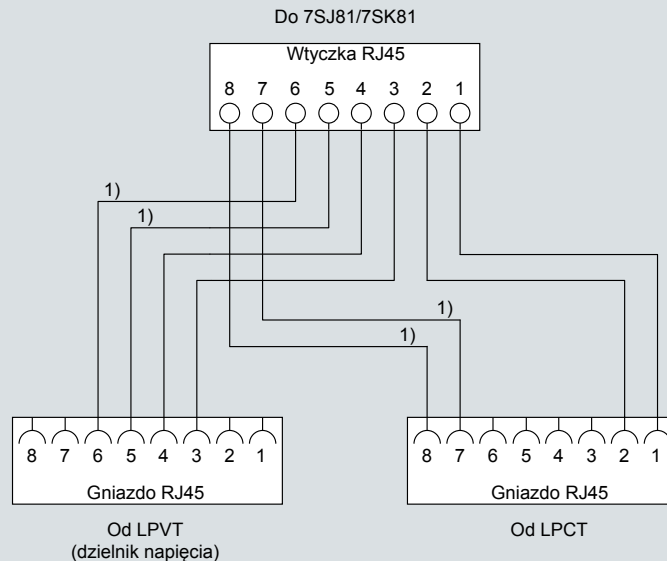 Do 7SJ81/7SK81
Wtyczka RJ45
8 7 6 5 4 3 2 1
1)
1)
1)
1)
8 7 6 5 4 3 2 1
8 7 6 5 4 3 2 1
Gniazdo RJ45
Gniazdo RJ45
Od LPVT
(dzielnik napięcia)
Od LPCT